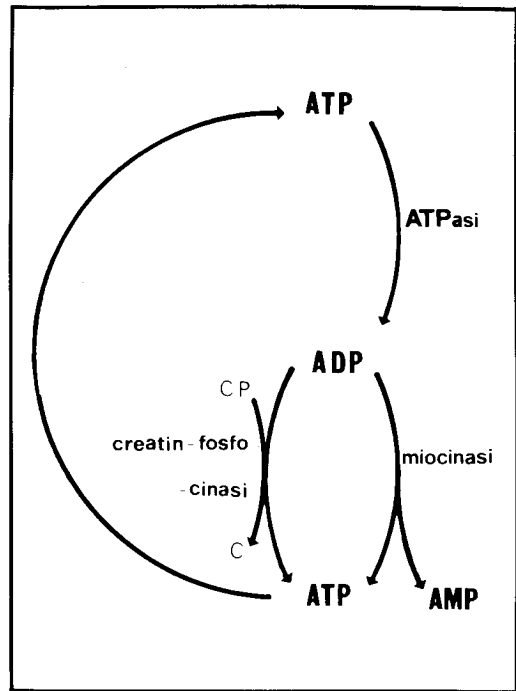 ATP
ATPasi
ADP
CP
creatin-fosfo
miocinasi
-cinasi
C
ATP
AMP